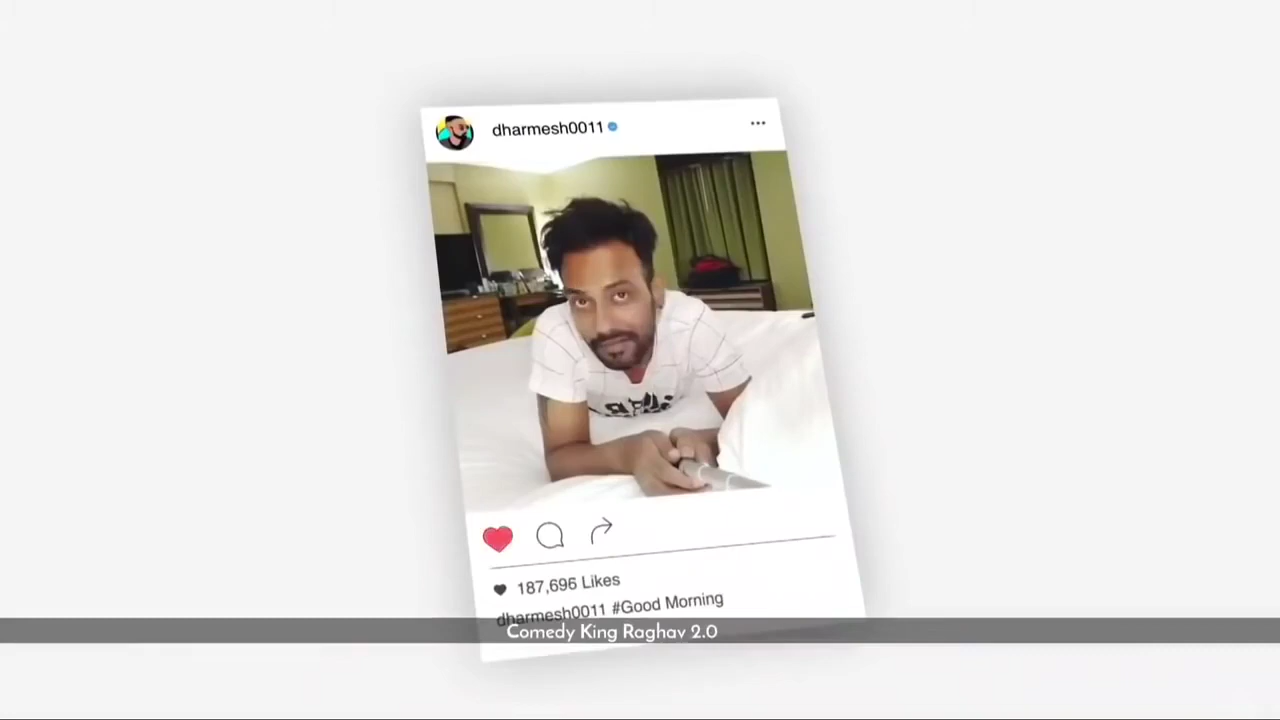 dharmesh0011
187,696 Likes
dharmesh0011 #Good Morning
Comedy King Raghav 2.0